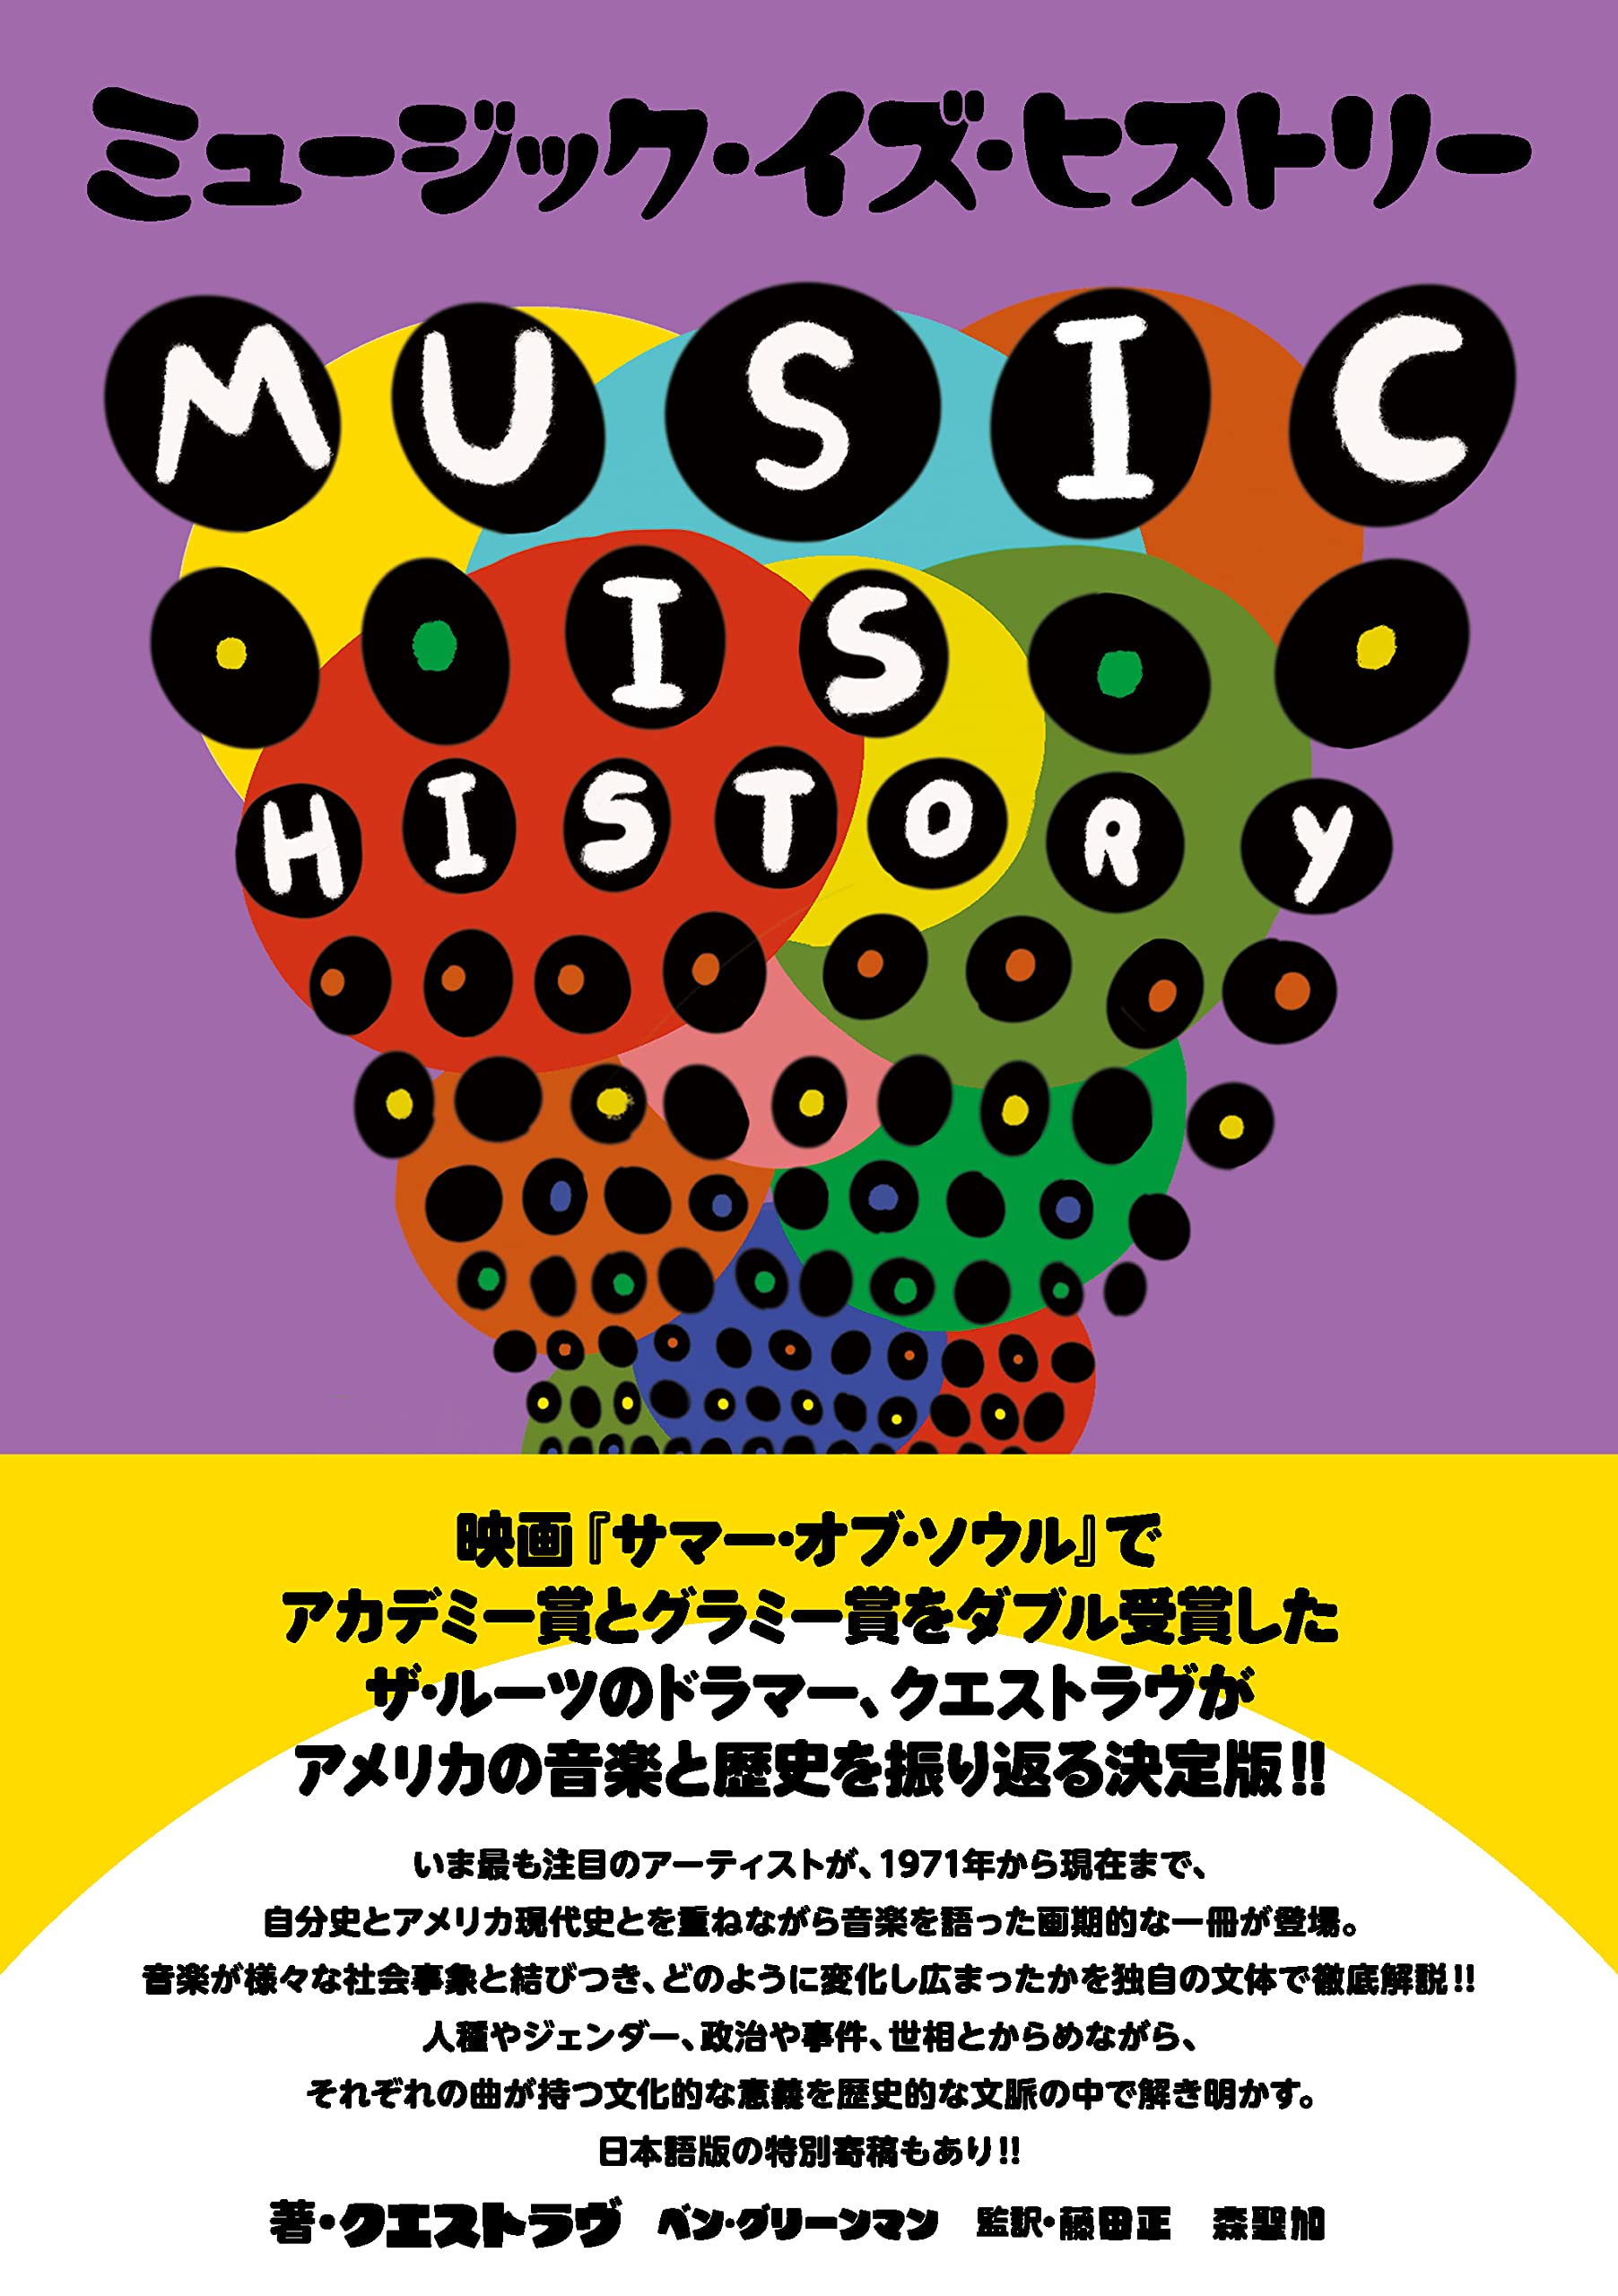 ミュージック・イズ・ヒストリー
MUSIC
IS
HISTORY
映画『サマー・オブ・ソウル』で
アカデミー賞とグラミー賞をダブル受賞した
ザ・ルーツのドラマー、クエストラヴが
アメリカの音楽と歴史を振り返る決定版!!
いま最も注目のアーティストが、1971年から現在まで、
自分史とアメリカ現代史とを重ねながら音楽を語った画期的な一冊が登場。
音楽が様々な社会事象と結びつき、どのように変化し広まったかを独自の文体で徹底解説!!
人種やジェンダー、政治や事件、世相とからめながら、
それぞれの曲が持つ文化的な意義を歴史的な文脈の中で解き明かす。
日本語版の特別寄稿もあり!!
著・クエストラヴ ベン・グリーンマン 監訳・藤田正 森聖加